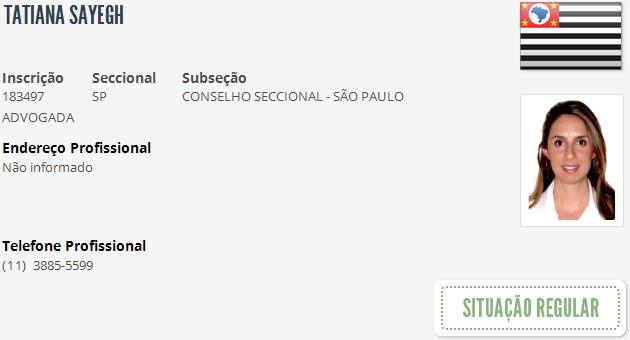 TATIANA SAYEGH
Inscrição Seccional Subseção
183497 SP CONSELHO SECCIONAL - SÃO PAULO
ADVOGADA
Endereço Profissional
Não informado
Telefone Profissional
(11) 3885-5599
SITUAÇÃO REGULAR